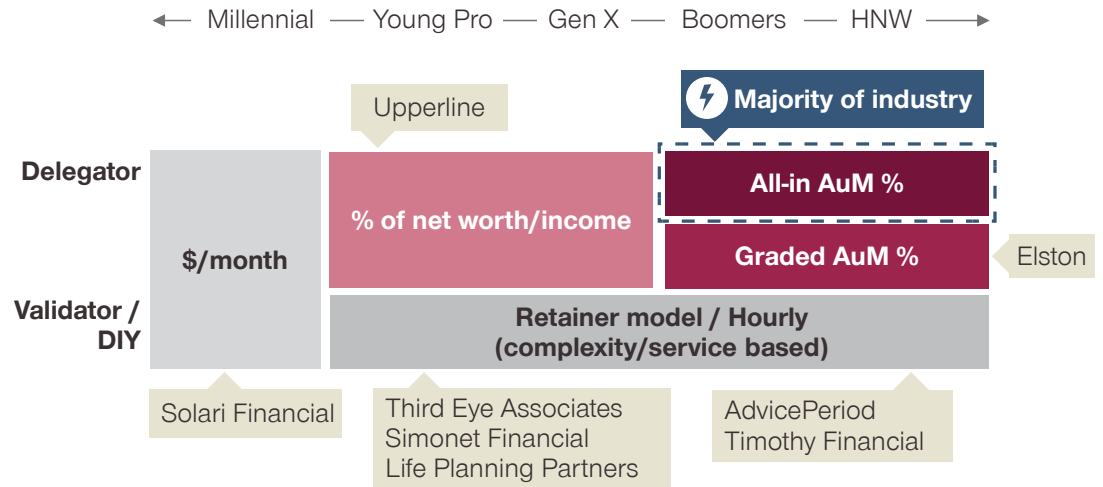 Millennial — Young Pro — Gen X — Boomers — HNW
Upperline
Majority of industry
Delegator
All-in AuM %
% of net worth/income
$/month
Graded AuM %
Elston
Validator /
DIY
Retainer model / Hourly
(complexity/service based)
Solari Financial
Third Eye Associates
Simonet Financial
Life Planning Partners
AdvicePeriod
Timothy Financial